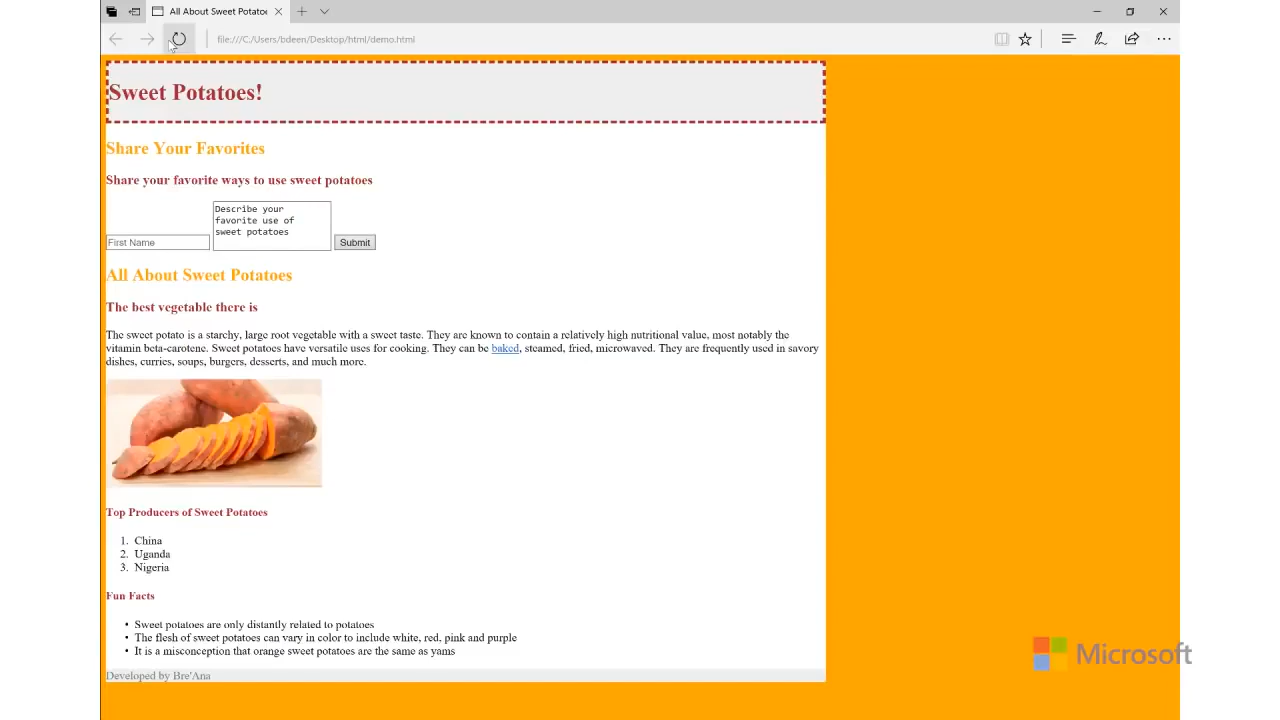 All About Sweet Potatoe
file:///C:/Users/bdeen/Desktop/html/demo.html
Sweet Potatoes!
Share Your Favorites
Share your favorite ways to use sweet potatoes
Describe your
favorite use of
sweet potatoes
First Name
Submit
All About Sweet Potatoes
The best vegetable there is
The sweet potato is a starchy, large root vegetable with a sweet taste. They are known to contain a relatively high nutritional value, most notably the
vitamin beta-carotene. Sweet potatoes have versatile uses for cooking. They can be baked, steamed, fried, microwaved. They are frequently used in savory
dishes, curries, soups, burgers, desserts, and much more.
Top Producers of Sweet Potatoes
1. China
2. Uganda
3. Nigeria
Fun Facts
• Sweet potatoes are only distantly related to potatoes
• The flesh of sweet potatoes can vary in color to include white, red, pink and purple
• It is a misconception that orange sweet potatoes are the same as yams
Microsoft
Developed by Bre'Ana